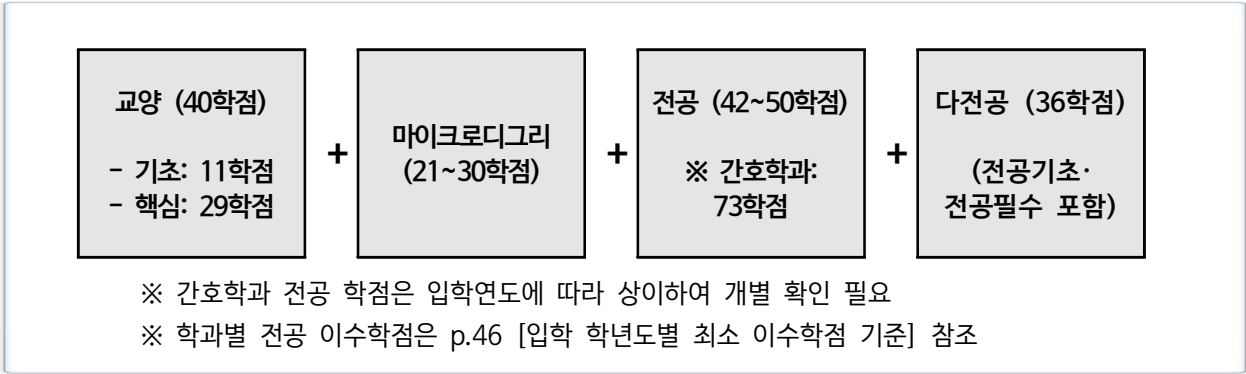 교양 (40학점)
- 기초: 11학점
- 핵심: 29학점
+
마이크로디그리
(21~30학점)
+
전공 (42~50학점)
※ 간호학과:
73학점
+
다전공 (36학점)
(전공기초·
전공필수 포함)
※ 간호학과 전공 학점은 입학연도에 따라 상이하여 개별 확인 필요
※ 학과별 전공 이수학점은 p.46 [입학 학년도별 최소 이수학점 기준] 참조